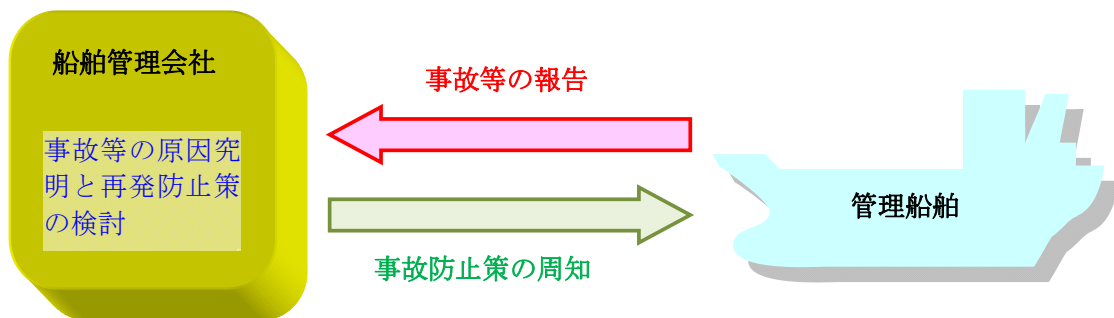 船舶管理会社
事故等の原因究
明と再発防止策
の検討
事故等の報告
事故防止策の周知
管理船舶